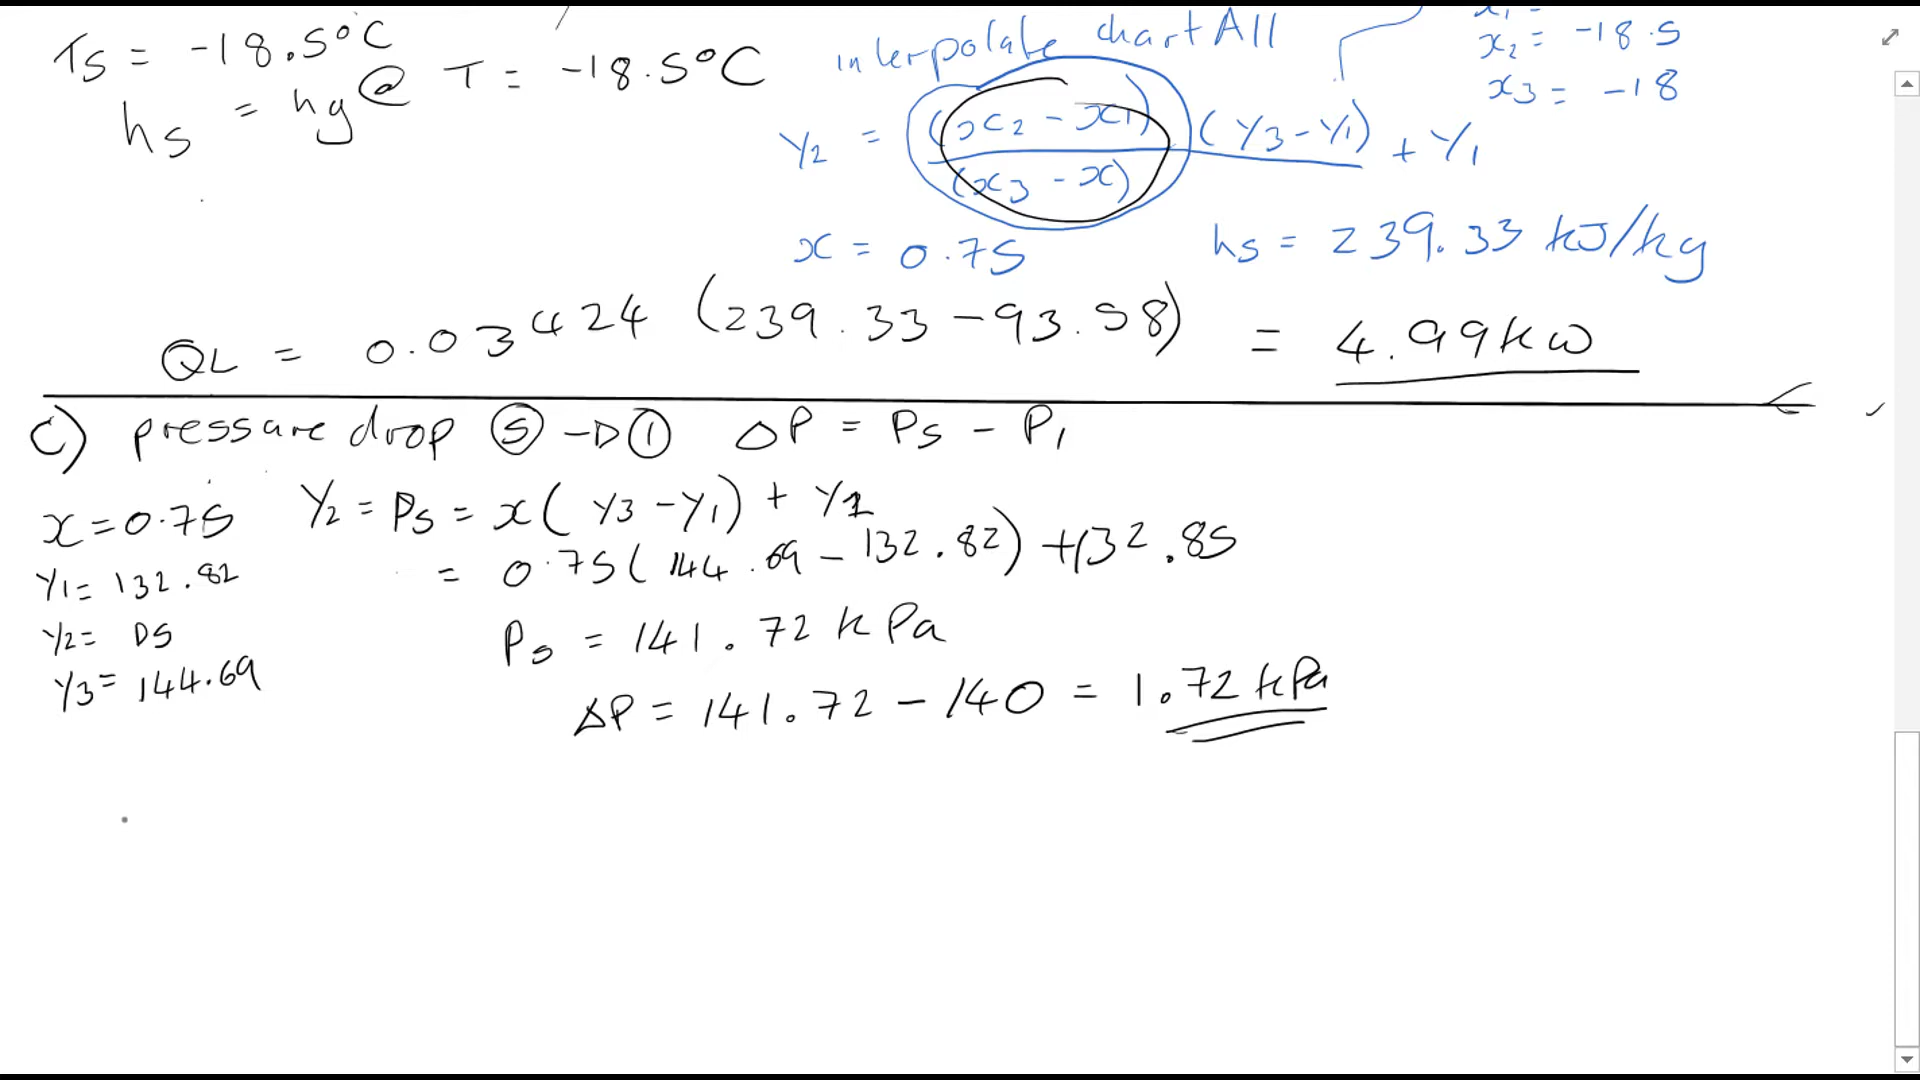 Ts = -18.5°C
hs = hg @ T = -18.5°C
interpolate chart A11
x2 = -18.5
x3 = -18
Y2 = (x2 - x1) (Y3 - Y1) + Y1
(x3 - x)
x = 0.75
hs = 239.33 kJ/kg
QL = 0.03424 (239.33 - 93.58) = 4.99 kW
c) pressure drop ⑤ → ① ΔP = P5 - P1
x = 0.75
Y2 = P5 = x(Y3 - Y1) + Y1
= 0.75(144.69 - 132.82) + 132.85
Y1 = 132.82
Y2 = DS
P5 = 141.72 kPa
Y3 = 144.69
ΔP = 141.72 - 140 = 1.72 kPa